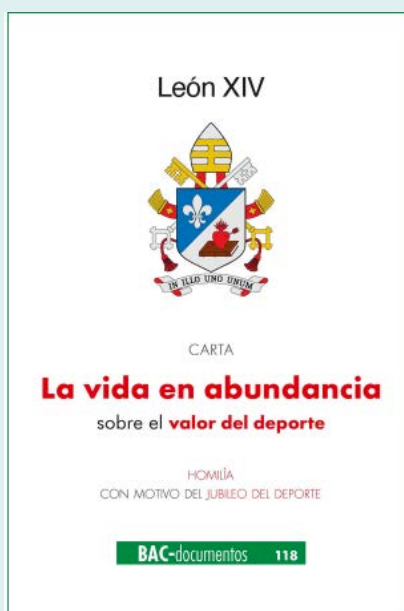 León XIV
IN ILLO UNO UNUM
CARTA
La vida en abundancia
sobre el valor del deporte
HOMILÍA
CON MOTIVO DEL JUBILEO DEL DEPORTE
BAC-documentos 118